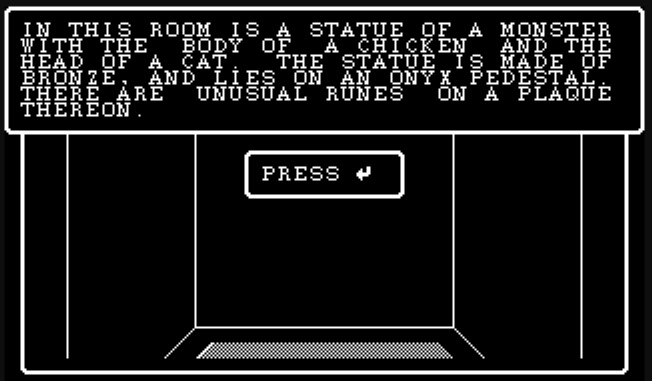 IN THIS ROOM IS A STATUE OF A MONSTER
WITH THE BODY OF A CHICKEN AND THE
HEAD OF A CAT. THE STATUE IS MADE OF
BRONZE, AND LIES ON AN ONYX PEDESTAL.
THERE ARE UNUSUAL RUNES ON A PLAQUE
THEREON.
PRESS ↵